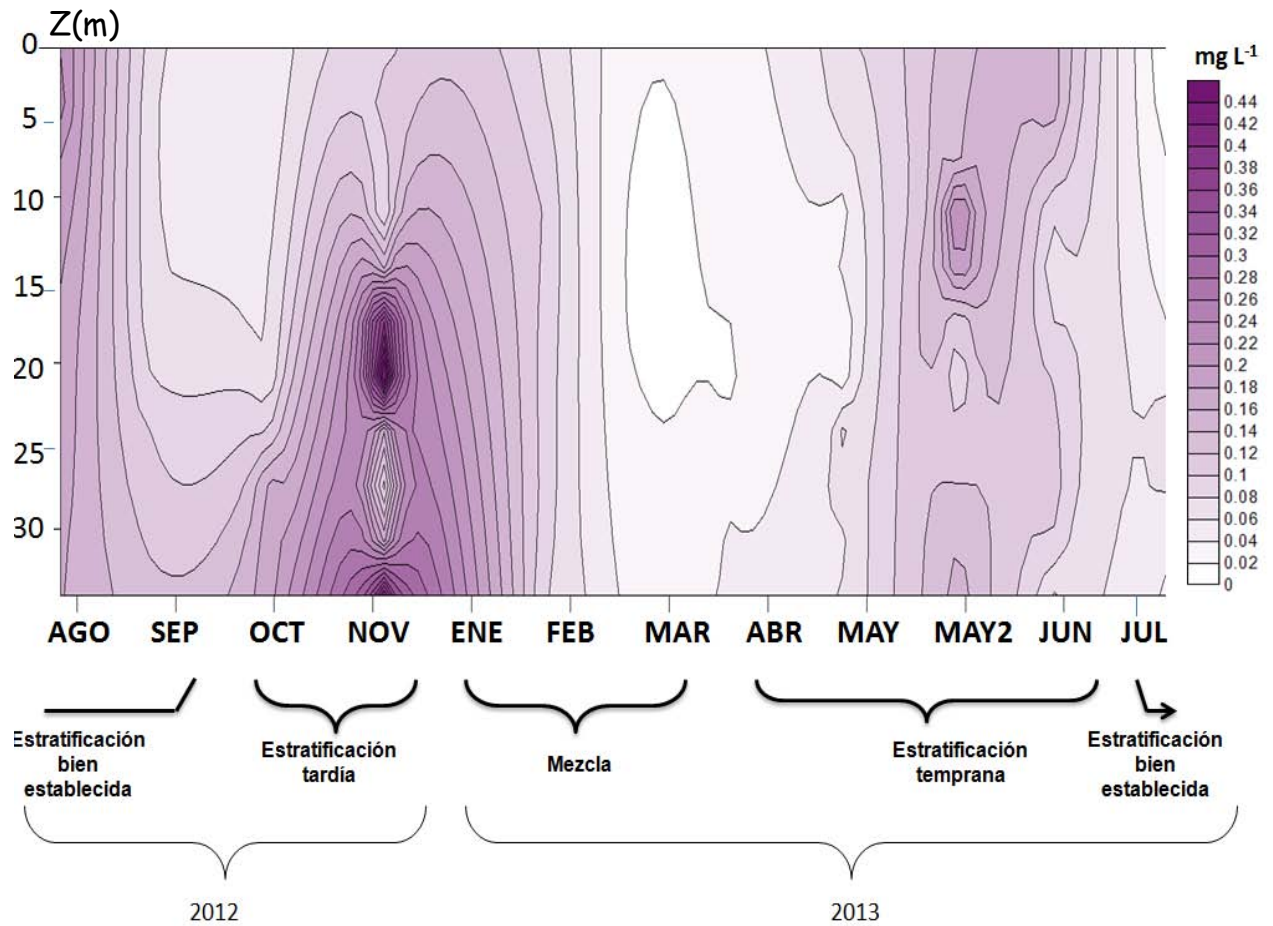 Z(m)
0
5
10
15
20
25
30
mg L-1
0.44
0.42
0.4
0.38
0.36
0.34
0.32
0.3
0.28
0.26
0.24
0.22
0.2
0.18
0.16
0.14
0.12
0.1
0.08
0.06
0.04
0.02
0
AGO SEP OCT NOV ENE FEB MAR ABR MAY MAY2 JUN JUL
Estratificación
bien
establecida
Estratificación
tardía
Mezcla
Estratificación
temprana
Estratificación
bien
establecida
2012
2013